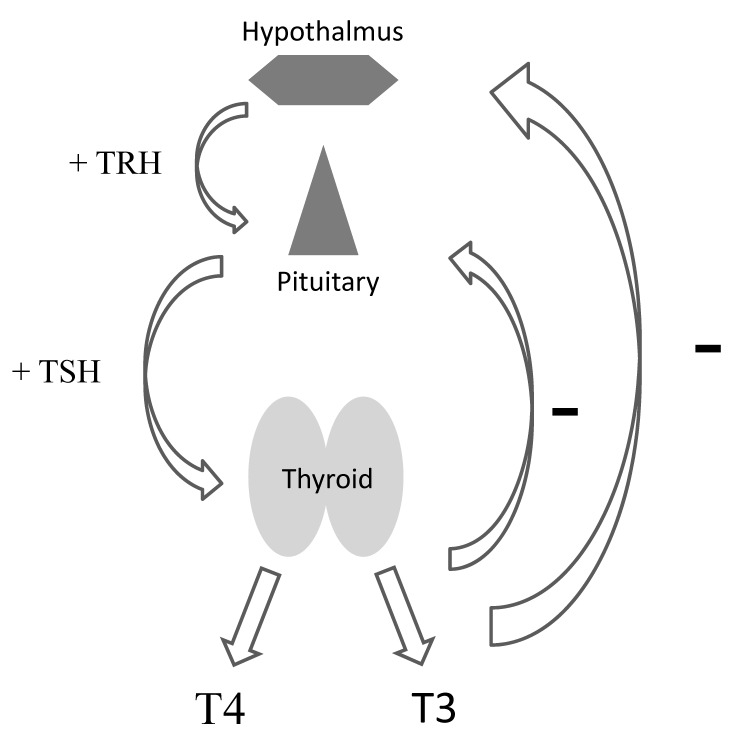 Hypothalmus
+ TRH
Pituitary
+ TSH
-
-
Thyroid
T4
T3